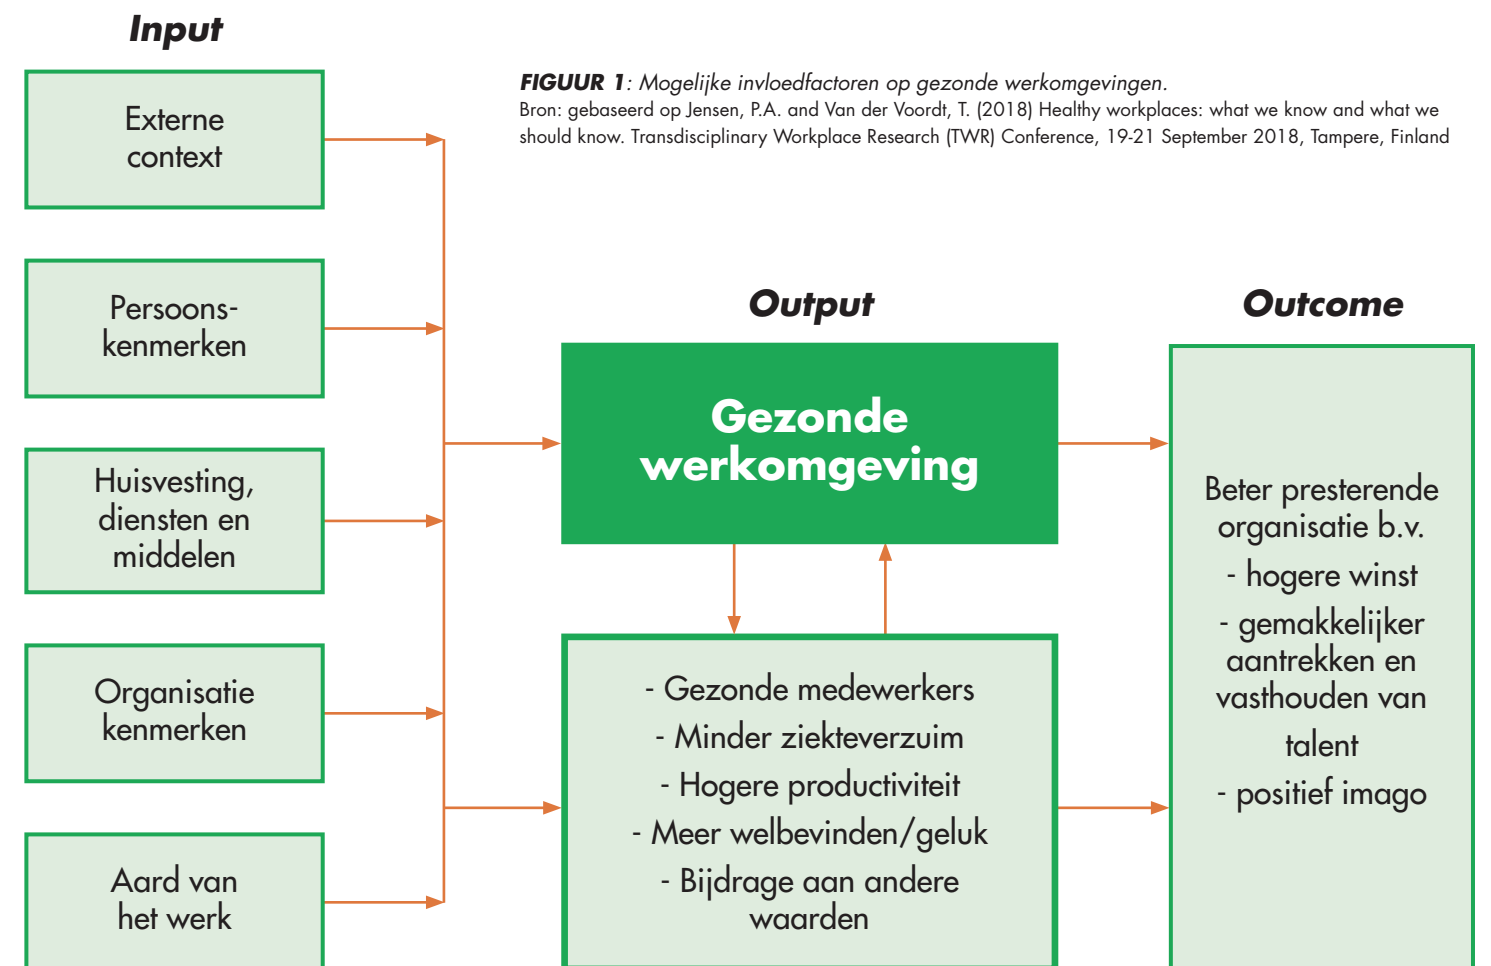 Input
FIGUUR 1: Mogelijke invloedfactoren op gezonde werkomgevingen.
Bron: gebaseerd op Jensen, P.A. and Van der Voordt, T. (2018) Healthy workplaces: what we know and what we
should know. Transdisciplinary Workplace Research (TWR) Conference, 19-21 September 2018, Tampere, Finland
Externe
context
Persoons-
kenmerken
Huisvesting,
diensten en
middelen
Organisatie
kenmerken
Aard van
het werk
Output
Gezonde
werkomgeving
- Gezonde medewerkers
- Minder ziekteverzuim
- Hogere productiviteit
- Meer welbevinden/geluk
- Bijdrage aan andere
waarden
Outcome
Beter presterende
organisatie b.v.
- hogere winst
- gemakkelijker
aantrekken en
vasthouden van
talent
- positief imago